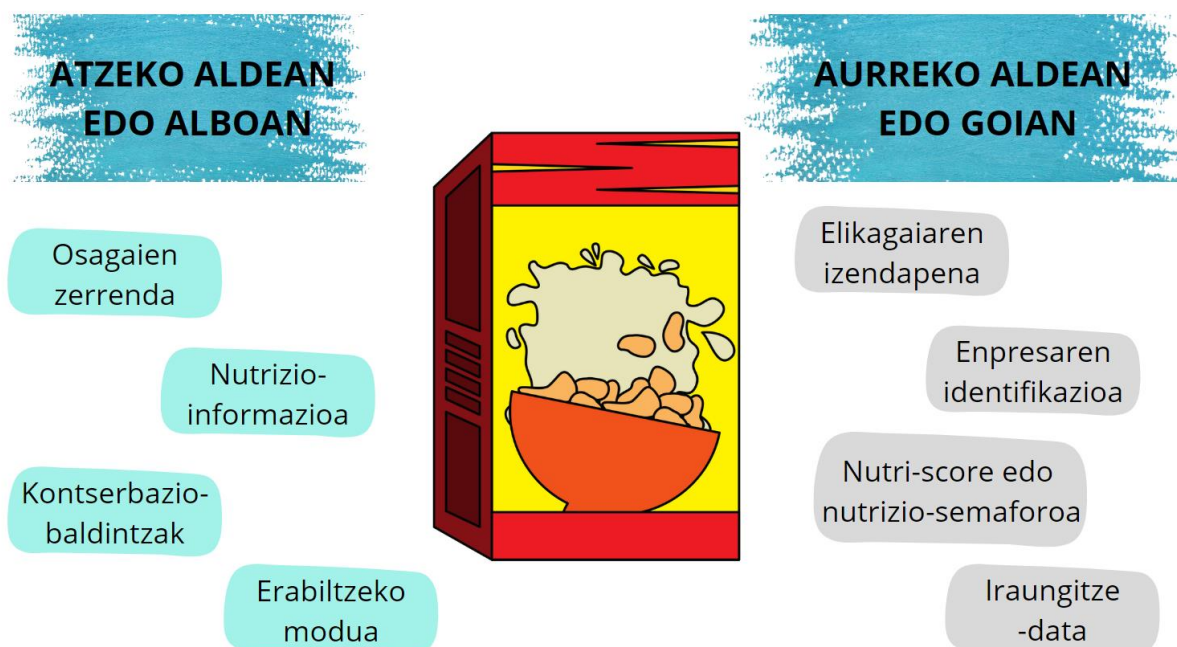 ATZEKO ALDEAN
EDO ALBOAN
Osagaien
zerrenda
Nutrizio-
informazioa
Kontserbazio-
baldintzak
Erabiltzeko
modua
AURREKO ALDEAN
EDO GOIAN
Elikagaiaren
izendapena
Enpresaren
identifikazioa
Nutri-score edo
nutrizio-semaforoa
Iraungitze
-data